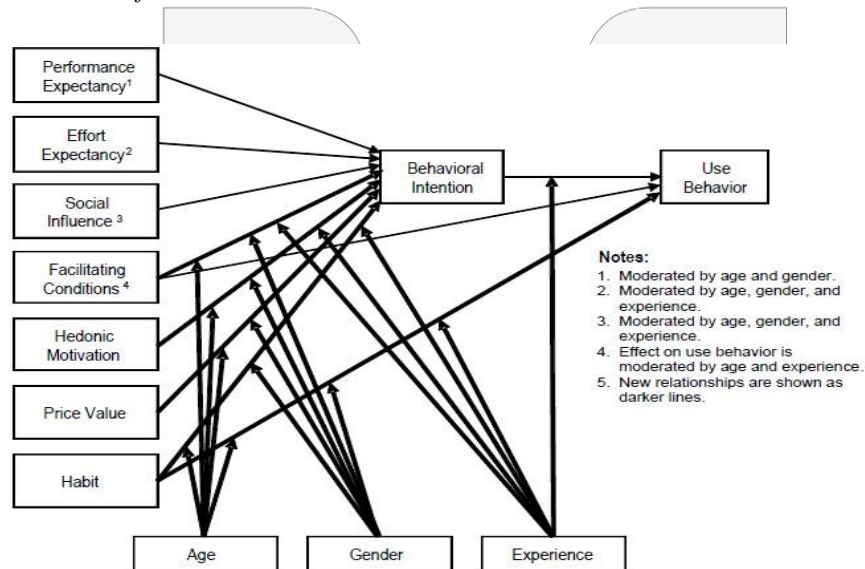 Performance
Expectancy¹
Effort
Expectancy²
Social
Influence ³
Facilitating
Conditions ⁴
Hedonic
Motivation
Price Value
Habit
Behavioral
Intention
Use
Behavior
Notes:
1. Moderated by age and gender.
2. Moderated by age, gender, and
experience.
3. Moderated by age, gender, and
experience.
4. Effect on use behavior is
moderated by age and experience.
5. New relationships are shown as
darker lines.
Age
Gender
Experience